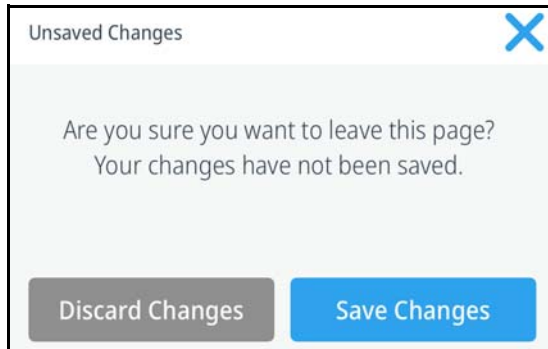 Unsaved Changes
Are you sure you want to leave this page?
Your changes have not been saved.
Discard Changes
Save Changes